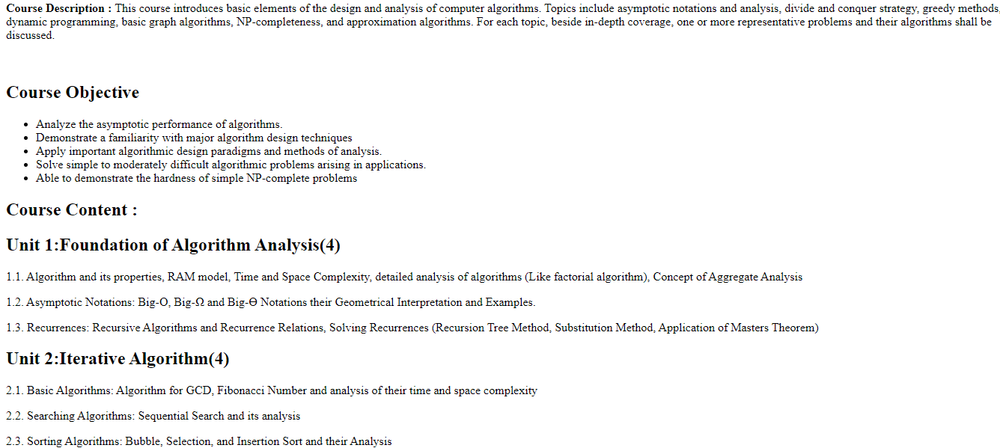 Course Description : This course introduces basic elements of the design and analysis of computer algorithms. Topics include asymptotic notations and analysis, divide and conquer strategy, greedy methods,
dynamic programming, basic graph algorithms, NP-completeness, and approximation algorithms. For each topic, beside in-depth coverage, one or more representative problems and their algorithms shall be
discussed.
Course Objective
• Analyze the asymptotic performance of algorithms.
• Demonstrate a familiarity with major algorithm design techniques
• Apply important algorithmic design paradigms and methods of analysis.
• Solve simple to moderately difficult algorithmic problems arising in applications.
• Able to demonstrate the hardness of simple NP-complete problems
Course Content :
Unit 1:Foundation of Algorithm Analysis(4)
1.1. Algorithm and its properties, RAM model, Time and Space Complexity, detailed analysis of algorithms (Like factorial algorithm), Concept of Aggregate Analysis
1.2. Asymptotic Notations: Big-O, Big-Ω and Big-Ɵ Notations their Geometrical Interpretation and Examples.
1.3. Recurrences: Recursive Algorithms and Recurrence Relations, Solving Recurrences (Recursion Tree Method, Substitution Method, Application of Masters Theorem)
Unit 2:Iterative Algorithm(4)
2.1. Basic Algorithms: Algorithm for GCD, Fibonacci Number and analysis of their time and space complexity
2.2. Searching Algorithms: Sequential Search and its analysis
2.3. Sorting Algorithms: Bubble, Selection, and Insertion Sort and their Analysis